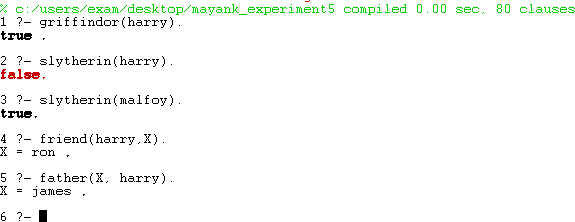 % c:/users/exam/desktop/mayank_experiment5 compiled 0.00 sec, 80 clauses
1 ?- griffindor(harry).
true .
2 ?- slytherin(harry).
false.
3 ?- slytherin(malfoy).
true.
4 ?- friend(harry,X).
X = ron .
5 ?- father(X, harry).
X = james .
6 ?-